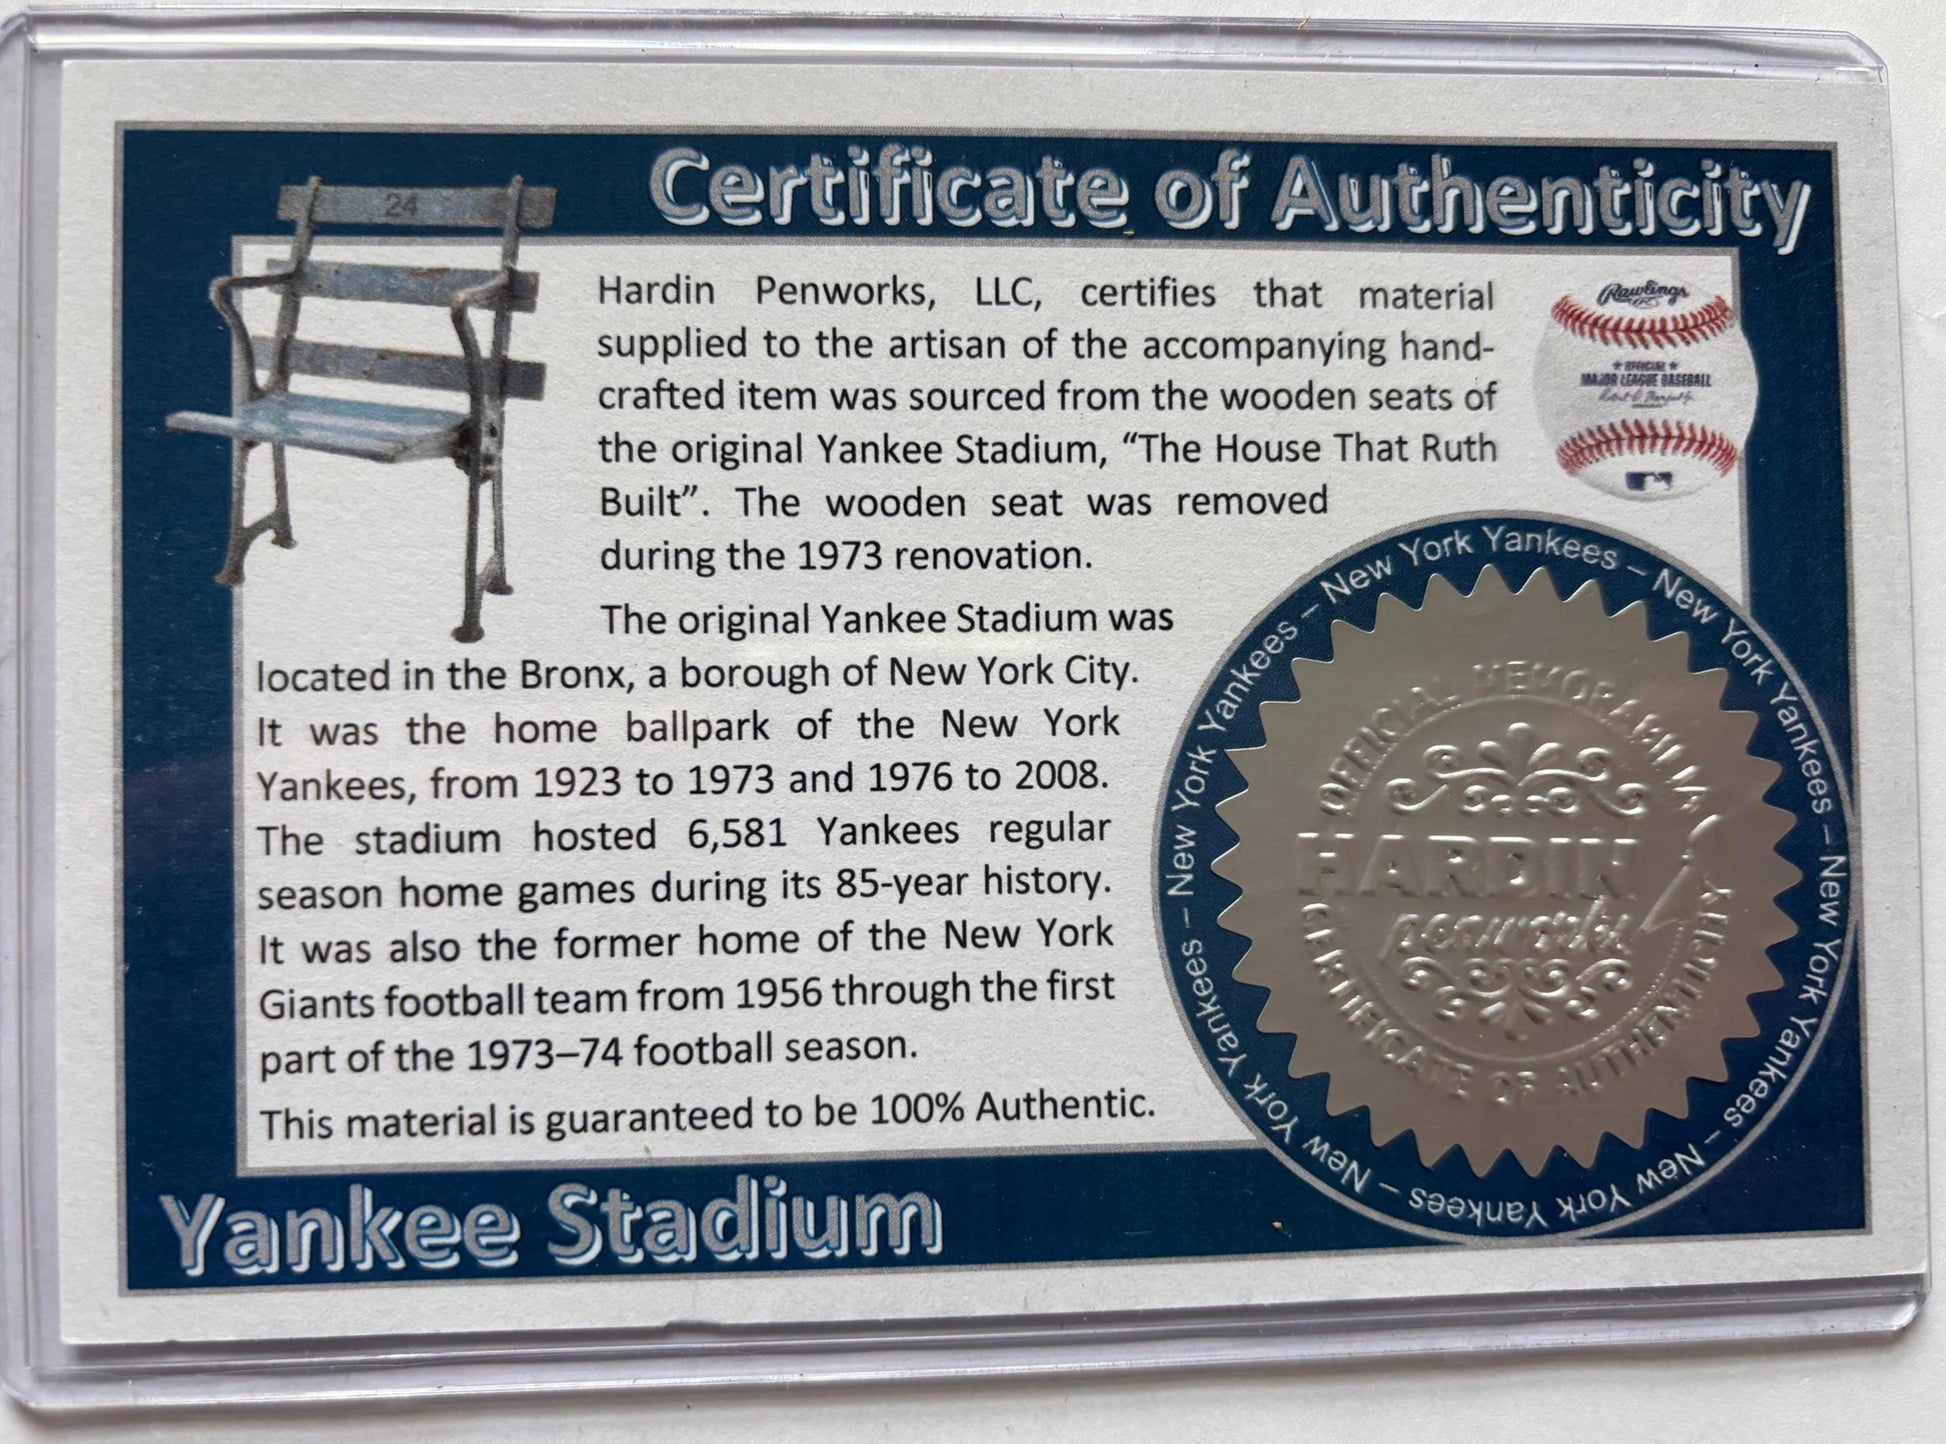 Certificate of Authenticity
24
Hardin Penworks, LLC, certifies that material
supplied to the artisan of the accompanying hand-
crafted item was sourced from the wooden seats of
the original Yankee Stadium, “The House That Ruth
Built”. The wooden seat was removed
during the 1973 renovation.
The original Yankee Stadium was
located in the Bronx, a borough of New York City.
It was the home ballpark of the New York
Yankees, from 1923 to 1973 and 1976 to 2008.
The stadium hosted 6,581 Yankees regular
season home games during its 85-year history.
It was also the former home of the New York
Giants football team from 1956 through the first
part of the 1973–74 football season.
This material is guaranteed to be 100% Authentic.
Rawlings
OFFICIAL
MAJOR LEAGUE BASEBALL
New York Yankees – New York Yankees – New York Yankees – New York Yankees – New York Yankees – New York Yankees – New York Yankees –
OFFICIAL MEMORABILIA
HARDIN
penworks
CERTIFICATE OF AUTHENTICITY
Yankee Stadium